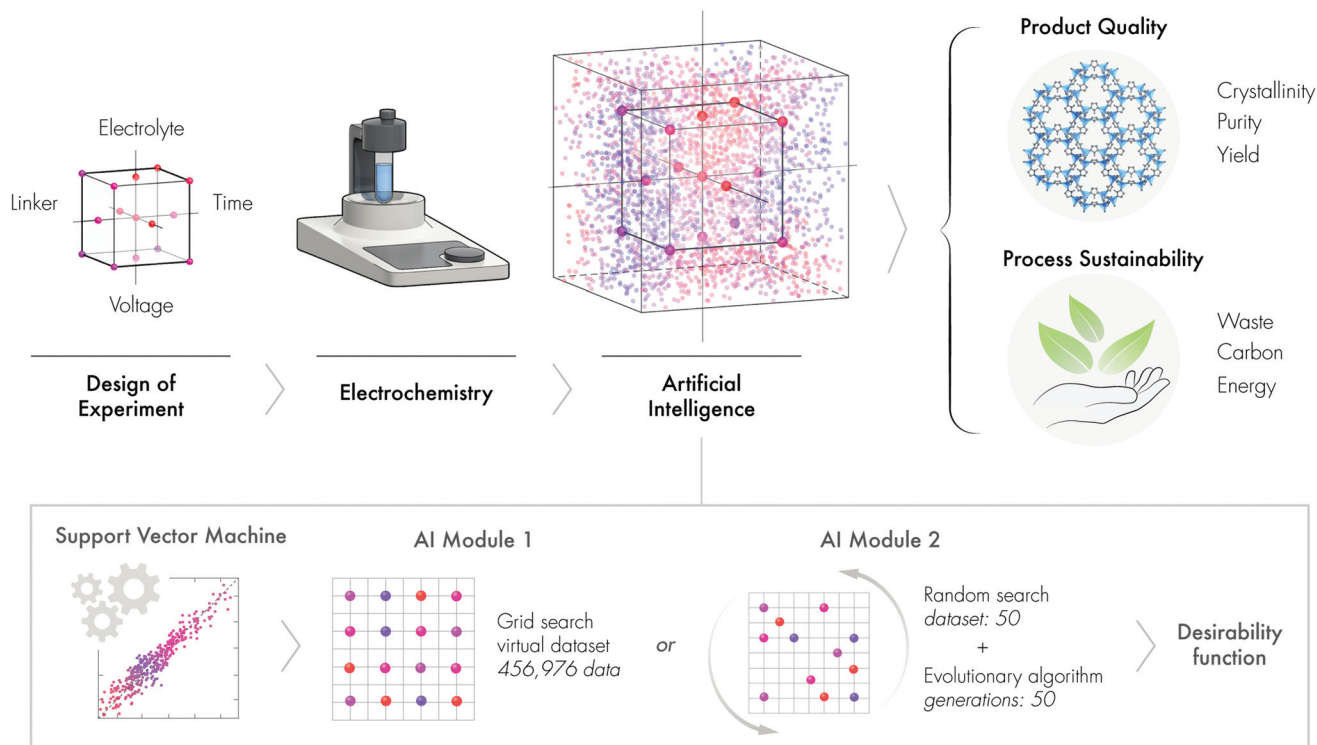 Electrolyte
Linker
Time
Voltage
Design of
Experiment
Electrochemistry
Artificial
Intelligence
Product Quality
Crystallinity
Purity
Yield
Process Sustainability
Waste
Carbon
Energy
Support Vector Machine
AI Module 1
Grid search
virtual dataset
456,976 data
or
AI Module 2
Random search
dataset: 50
+
Evolutionary algorithm
generations: 50
Desirability
function